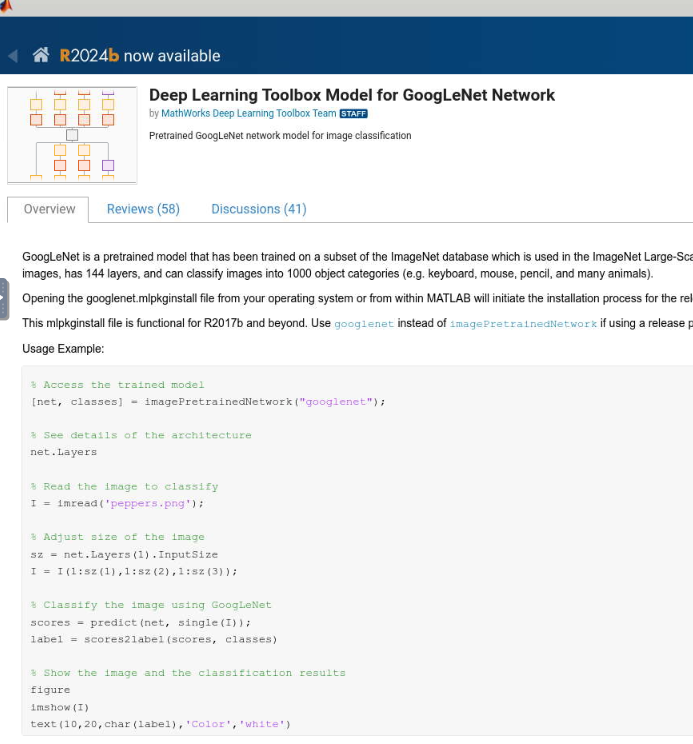 R2024b now available
Deep Learning Toolbox Model for GoogLeNet Network
by MathWorks Deep Learning Toolbox Team STAFF
Pretrained GoogLeNet network model for image classification
Overview Reviews (58) Discussions (41)
GoogLeNet is a pretrained model that has been trained on a subset of the ImageNet database which is used in the ImageNet Large-Sca
images, has 144 layers, and can classify images into 1000 object categories (e.g. keyboard, mouse, pencil, and many animals).
Opening the googlenet.mlpkginstall file from your operating system or from within MATLAB will initiate the installation process for the rel
This mlpkginstall file is functional for R2017b and beyond. Use googlenet instead of imagePretrainedNetwork if using a release p
Usage Example:
% Access the trained model
[net, classes] = imagePretrainedNetwork("googlenet");
% See details of the architecture
net.Layers
% Read the image to classify
I = imread('peppers.png');
% Adjust size of the image
sz = net.Layers(1).InputSize
I = I(1:sz(1),1:sz(2),1:sz(3));
% Classify the image using GoogLeNet
scores = predict(net, single(I));
label = scores2label(scores, classes)
% Show the image and the classification results
figure
imshow(I)
text(10,20,char(label),'Color','white')